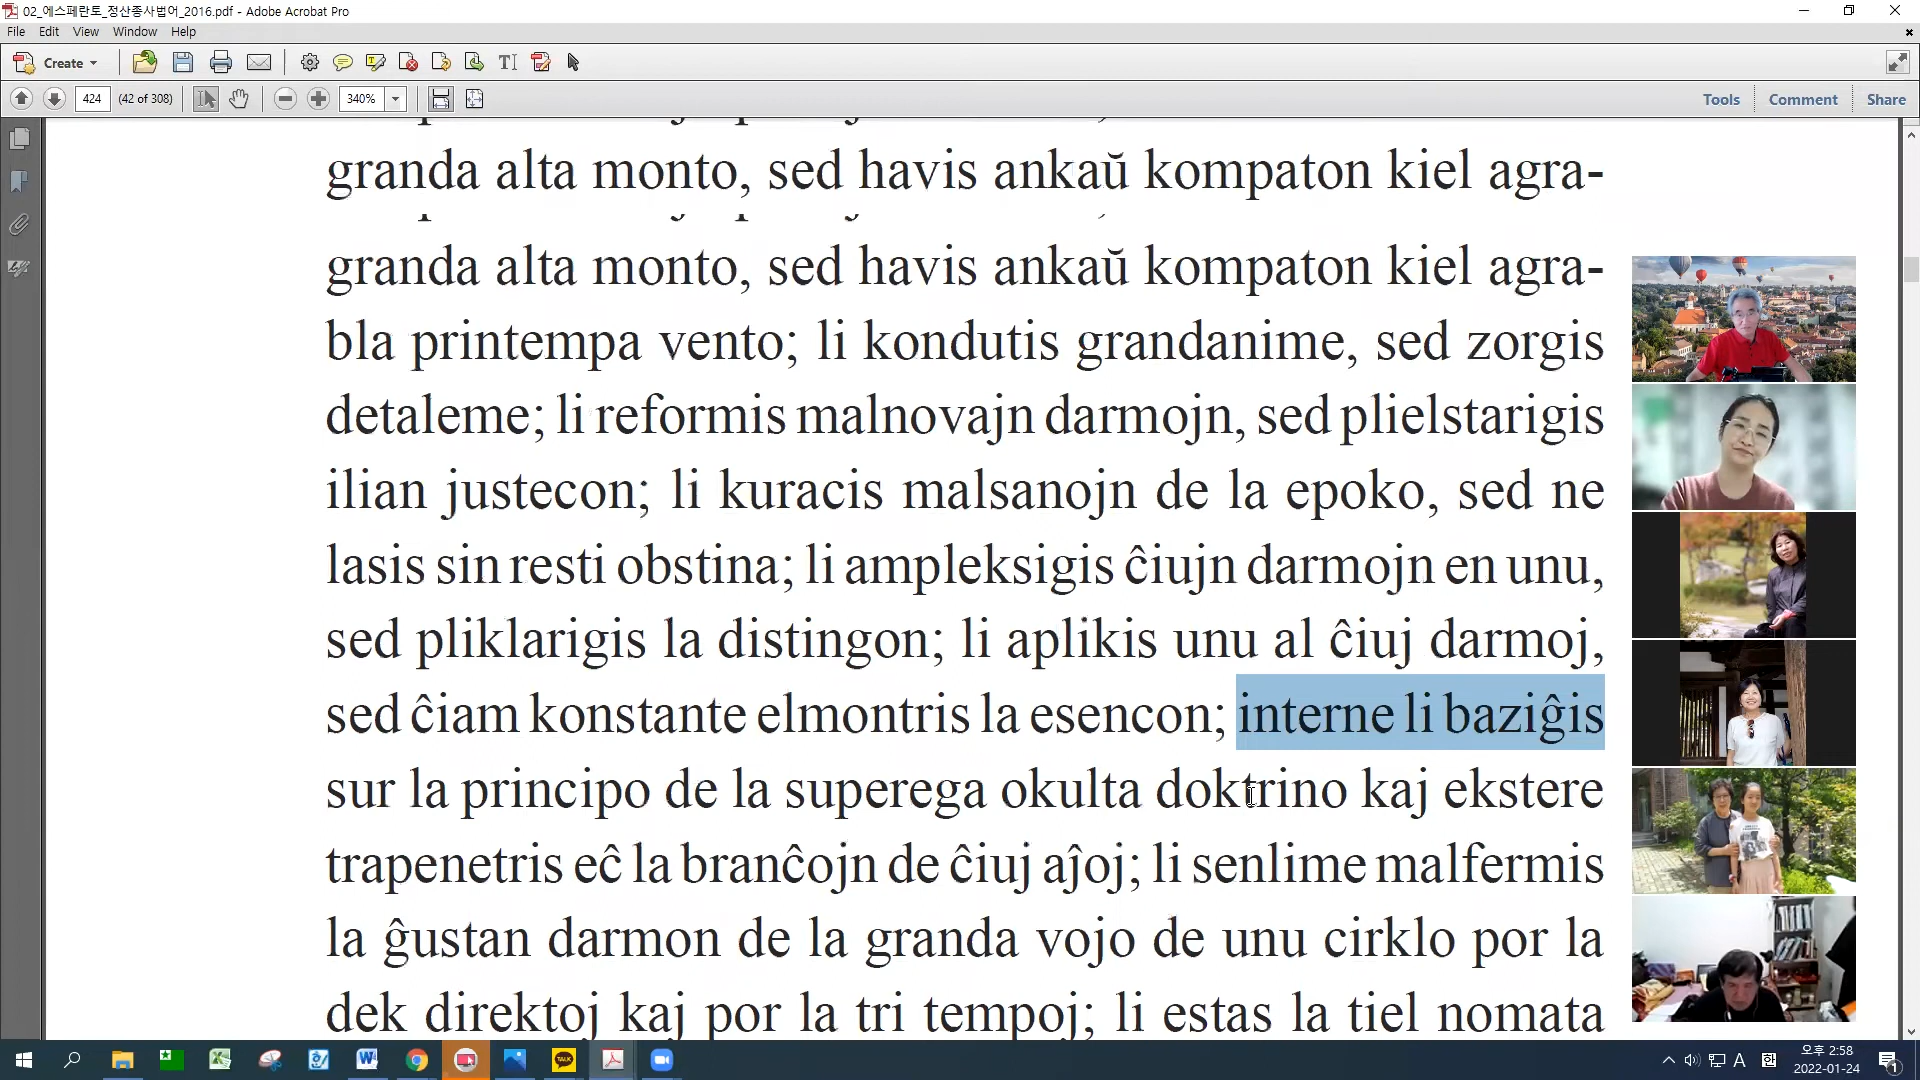 02_에스페란토_정산종사법어_2016.pdf - Adobe Acrobat Pro
File Edit View Window Help
Create
424 (42 of 308) 340% Tools Comment Share
granda alta monto, sed havis ankaŭ kompaton kiel agra-
granda alta monto, sed havis ankaŭ kompaton kiel agra-
bla printempa vento; li kondutis grandanime, sed zorgis
detaleme; li reformis malnovajn darmojn, sed plielstarigis
ilian justecon; li kuracis malsanojn de la epoko, sed ne
lasis sin resti obstina; li ampleksigis ĉiujn darmojn en unu,
sed pliklarigis la distingon; li aplikis unu al ĉiuj darmoj,
sed ĉiam konstante elmontris la esencon; interne li baziĝis
sur la principo de la superega okulta doktrino kaj ekstere
trapenetris eĉ la branĉojn de ĉiuj aĵoj; li senlime malfermis
la ĝustan darmon de la granda vojo de unu cirklo por la
dek direktoj kaj por la tri tempoj; li estas la tiel nomata
TALK
A 한 오후 2:58
2022-01-24
1